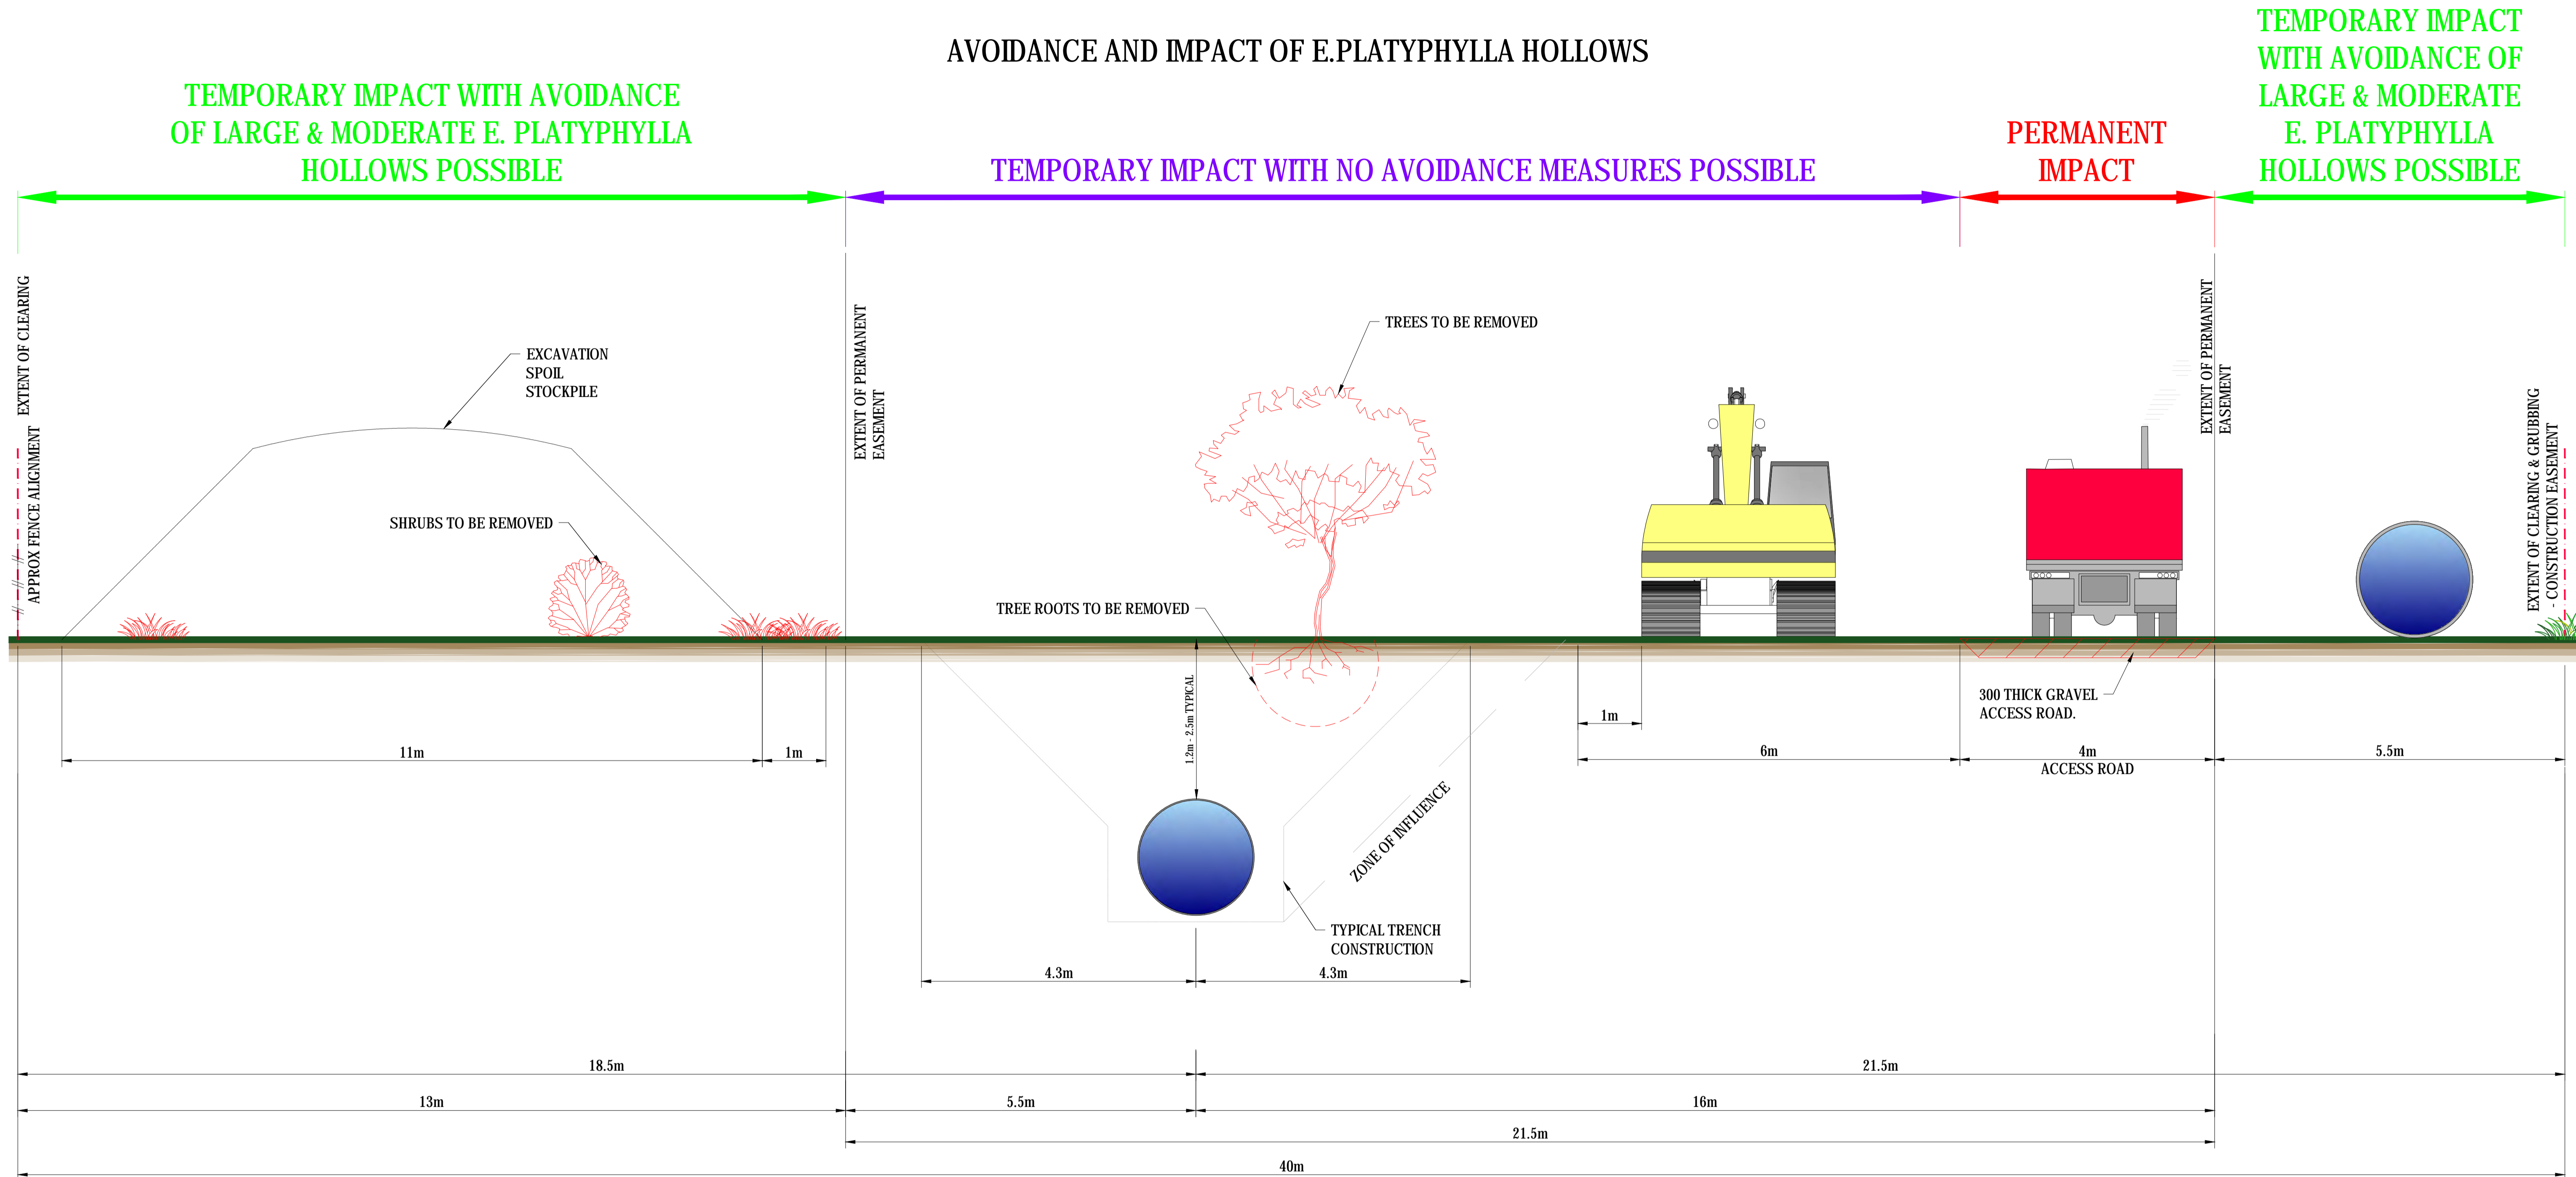 AVOIDANCE AND IMPACT OF E.PLATYPHYLLA HOLLOWS
TEMPORARY IMPACT WITH AVOIDANCE
OF LARGE & MODERATE E. PLATYPHYLLA
HOLLOWS POSSIBLE
TEMPORARY IMPACT WITH NO AVOIDANCE MEASURES POSSIBLE
PERMANENT
IMPACT
TEMPORARY IMPACT
WITH AVOIDANCE OF
LARGE & MODERATE
E. PLATYPHYLLA
HOLLOWS POSSIBLE
EXTENT OF CLEARING
APPROX FENCE ALIGNMENT
EXCAVATION
SPOIL
STOCKPILE
SHRUBS TO BE REMOVED
EXTENT OF PERMANENT
EASEMENT
TREES TO BE REMOVED
TREE ROOTS TO BE REMOVED
EXTENT OF PERMANENT
EASEMENT
EXTENT OF CLEARING & GRUBBING
- CONSTRUCTION EASEMENT
1.2m - 2.5m TYPICAL
300 THICK GRAVEL
ACCESS ROAD.
1m
11m
1m
6m
4m
ACCESS ROAD
5.5m
ZONE OF INFLUENCE
TYPICAL TRENCH
CONSTRUCTION
4.3m
4.3m
18.5m
21.5m
13m
5.5m
16m
21.5m
40m